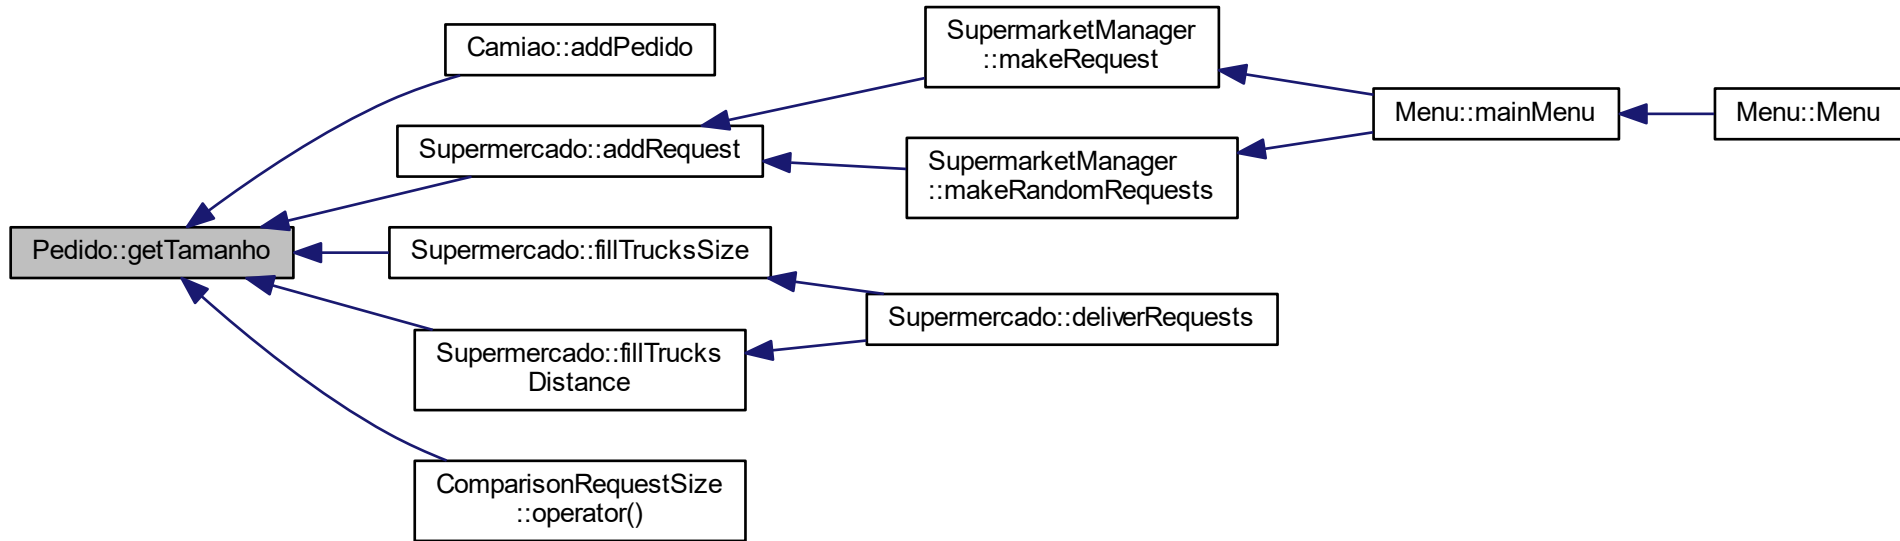 Camiao::addPedido
SupermarketManager
::makeRequest
Menu::mainMenu
Menu::Menu
Supermercado::addRequest
SupermarketManager
::makeRandomRequests
Pedido::getTamanho
Supermercado::fillTrucksSize
Supermercado::deliverRequests
Supermercado::fillTrucks
Distance
ComparisonRequestSize
::operator()